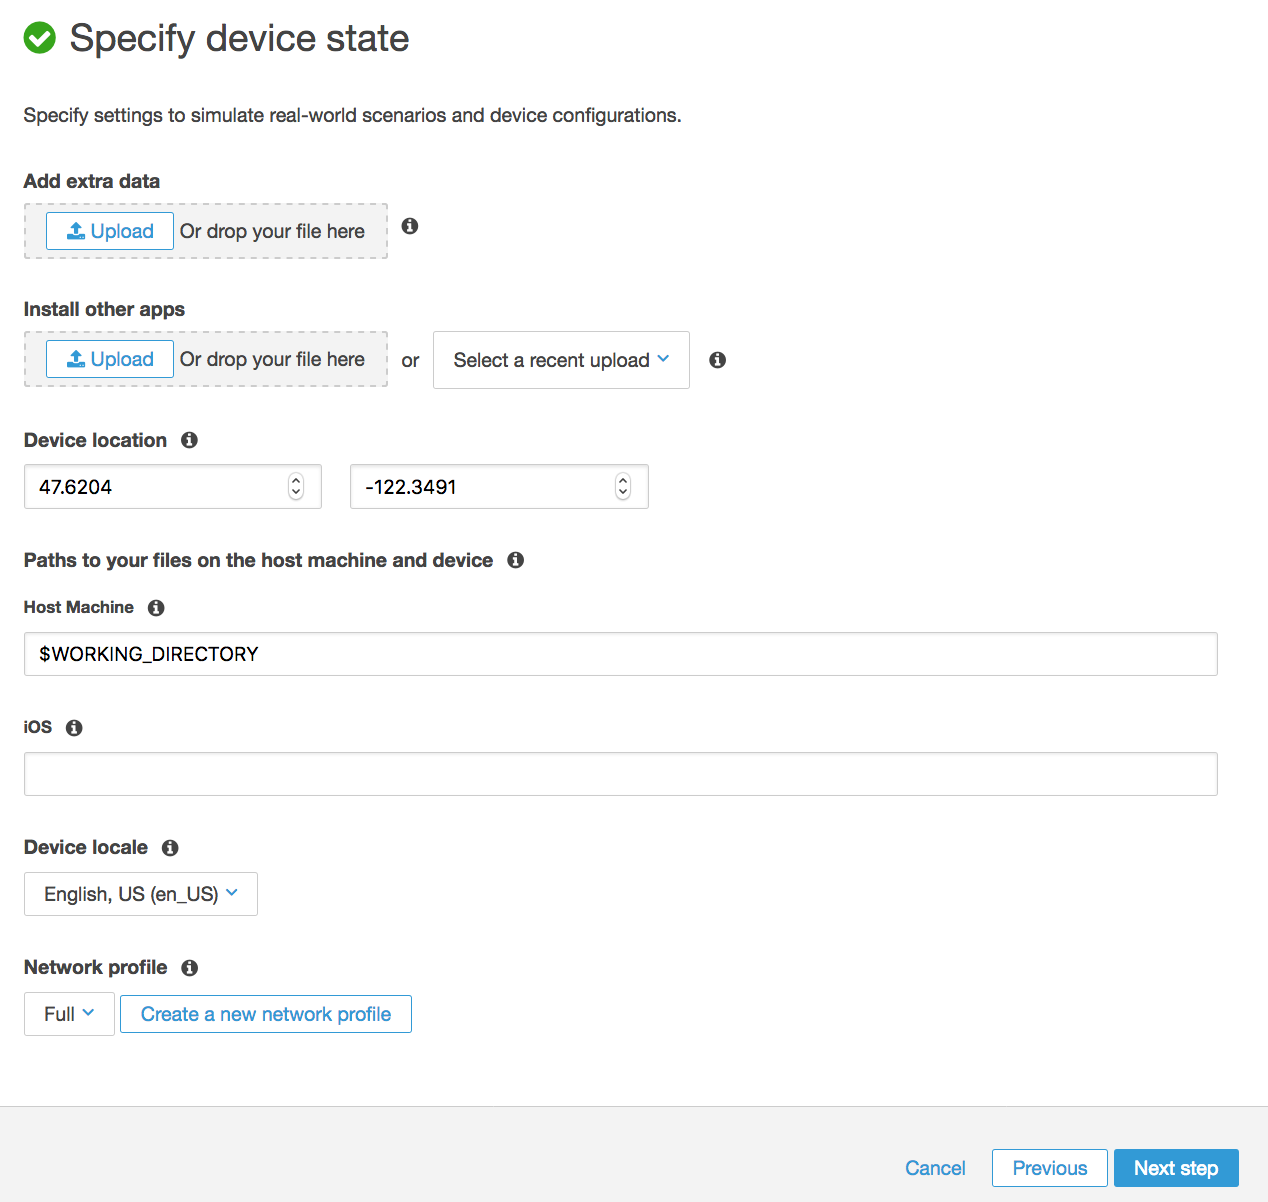 Specify device state
Specify settings to simulate real-world scenarios and device configurations.
Add extra data
Upload Or drop your file here
Install other apps
Upload Or drop your file here or Select a recent upload
Device location
47.6204 -122.3491
Paths to your files on the host machine and device
Host Machine
$WORKING_DIRECTORY
iOS
Device locale
English, US (en_US)
Network profile
Full Create a new network profile
Cancel Previous Next step